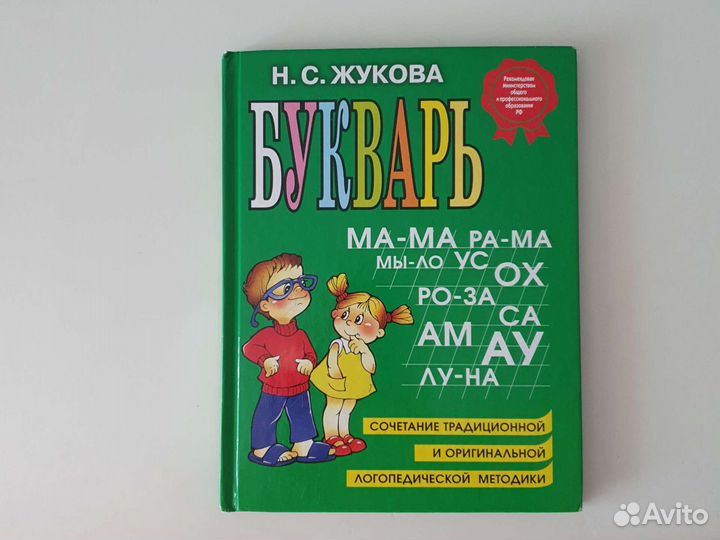 Н. С. ЖУКОВА
Рекомендован
Министерством
общего
и профессионального
образования
РФ
БУКВАРЬ
МА-МА РА-МА
МЫ-ЛО УС
ОХ
РО-ЗА
СА
АМ
АУ
ЛУ-НА
СОЧЕТАНИЕ ТРАДИЦИОННОЙ
И ОРИГИНАЛЬНОЙ
ЛОГОПЕДИЧЕСКОЙ МЕТОДИКИ
Avito